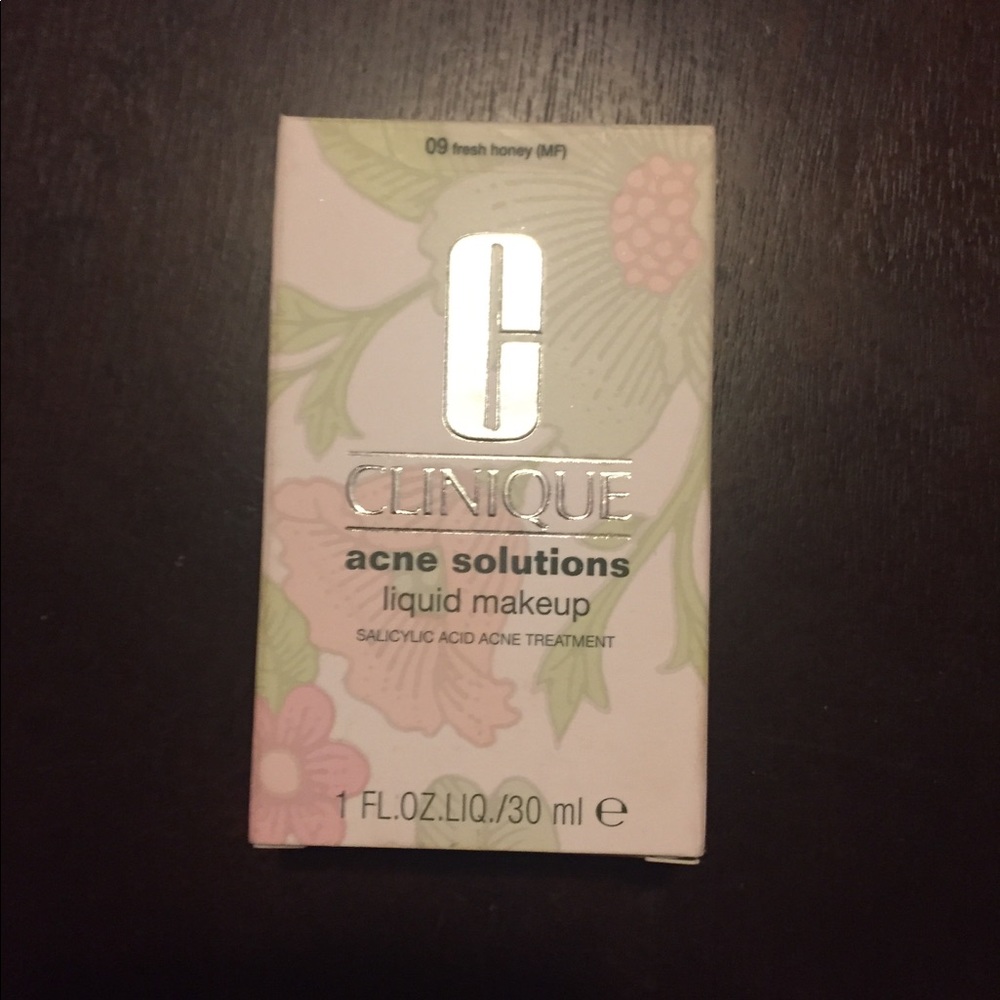 09 fresh honey (MF)
C
CLINIQUE
acne solutions
liquid makeup
SALICYLIC ACID ACNE TREATMENT
1 FL.OZ.LIQ./30 ml ℮